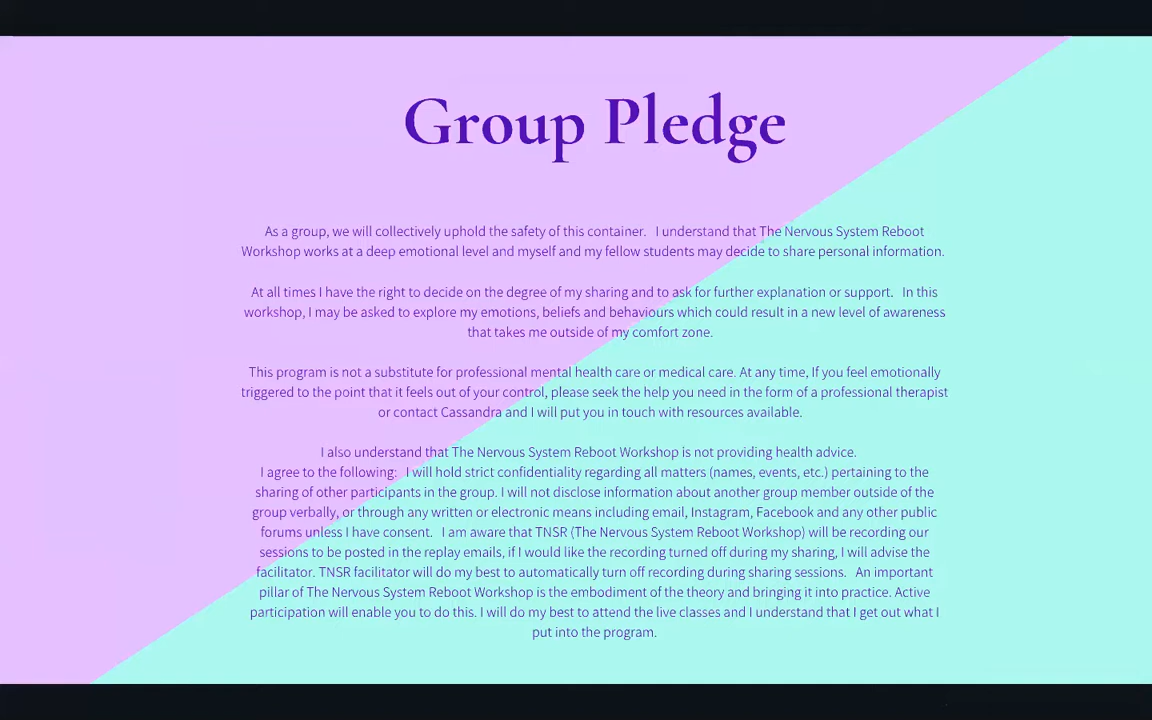 Group Pledge
As a group, we will collectively uphold the safety of this container.   I understand that The Nervous System Reboot
Workshop works at a deep emotional level and myself and my fellow students may decide to share personal information.
At all times I have the right to decide on the degree of my sharing and to ask for further explanation or support.   In this
workshop, I may be asked to explore my emotions, beliefs and behaviours which could result in a new level of awareness
that takes me outside of my comfort zone.
This program is not a substitute for professional mental health care or medical care. At any time, If you feel emotionally
triggered to the point that it feels out of your control, please seek the help you need in the form of a professional therapist
or contact Cassandra and I will put you in touch with resources available.
I also understand that The Nervous System Reboot Workshop is not providing health advice.
I agree to the following:   I will hold strict confidentiality regarding all matters (names, events, etc.) pertaining to the
sharing of other participants in the group. I will not disclose information about another group member outside of the
group verbally, or through any written or electronic means including email, Instagram, Facebook and any other public
forums unless I have consent.   I am aware that TNSR (The Nervous System Reboot Workshop) will be recording our
sessions to be posted in the replay emails, if I would like the recording turned off during my sharing, I will advise the
facilitator. TNSR facilitator will do my best to automatically turn off recording during sharing sessions.   An important
pillar of The Nervous System Reboot Workshop is the embodiment of the theory and bringing it into practice. Active
participation will enable you to do this. I will do my best to attend the live classes and I understand that I get out what I
put into the program.